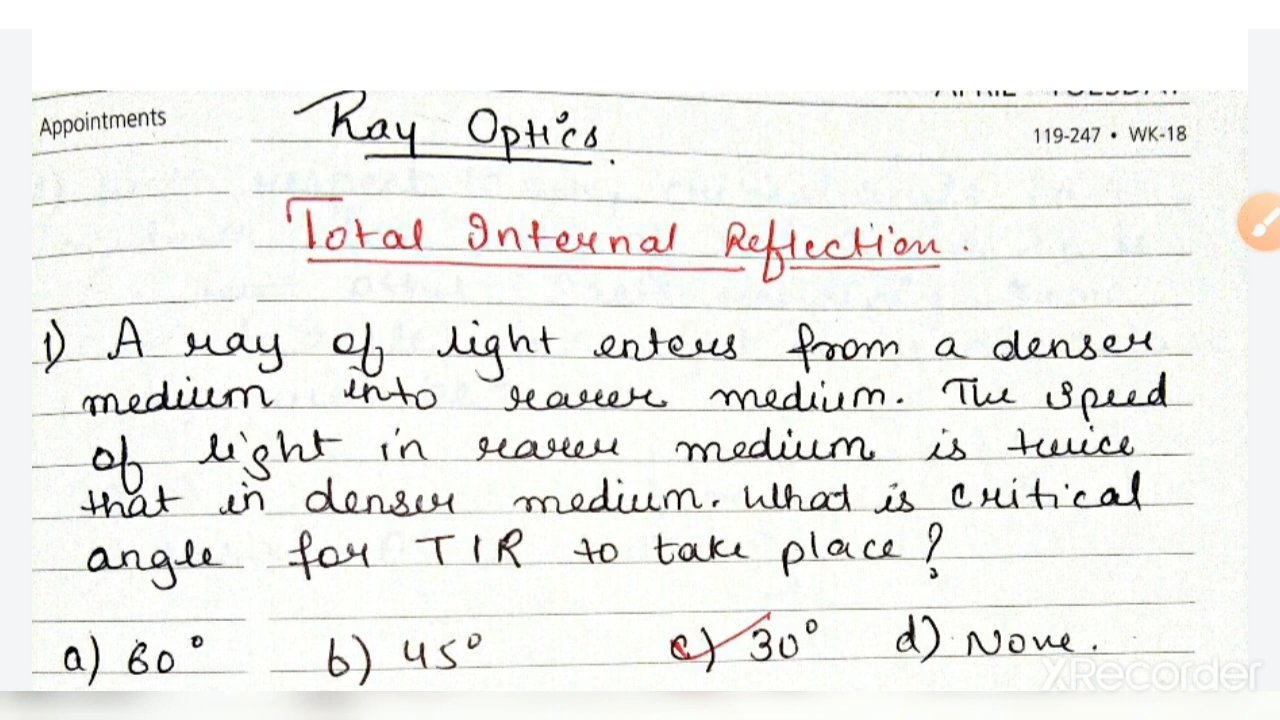 APRIL TUESDAY
Appointments
Ray Optics.
119-247 • WK-18
Total Internal Reflection.
1) A ray of light enters from a denser
medium into rarer medium. The speed
of light in rarer medium is twice
that in denser medium. What is critical
angle for TIR to take place?
a) 60° b) 45° c) 30° d) None.
XRecorder